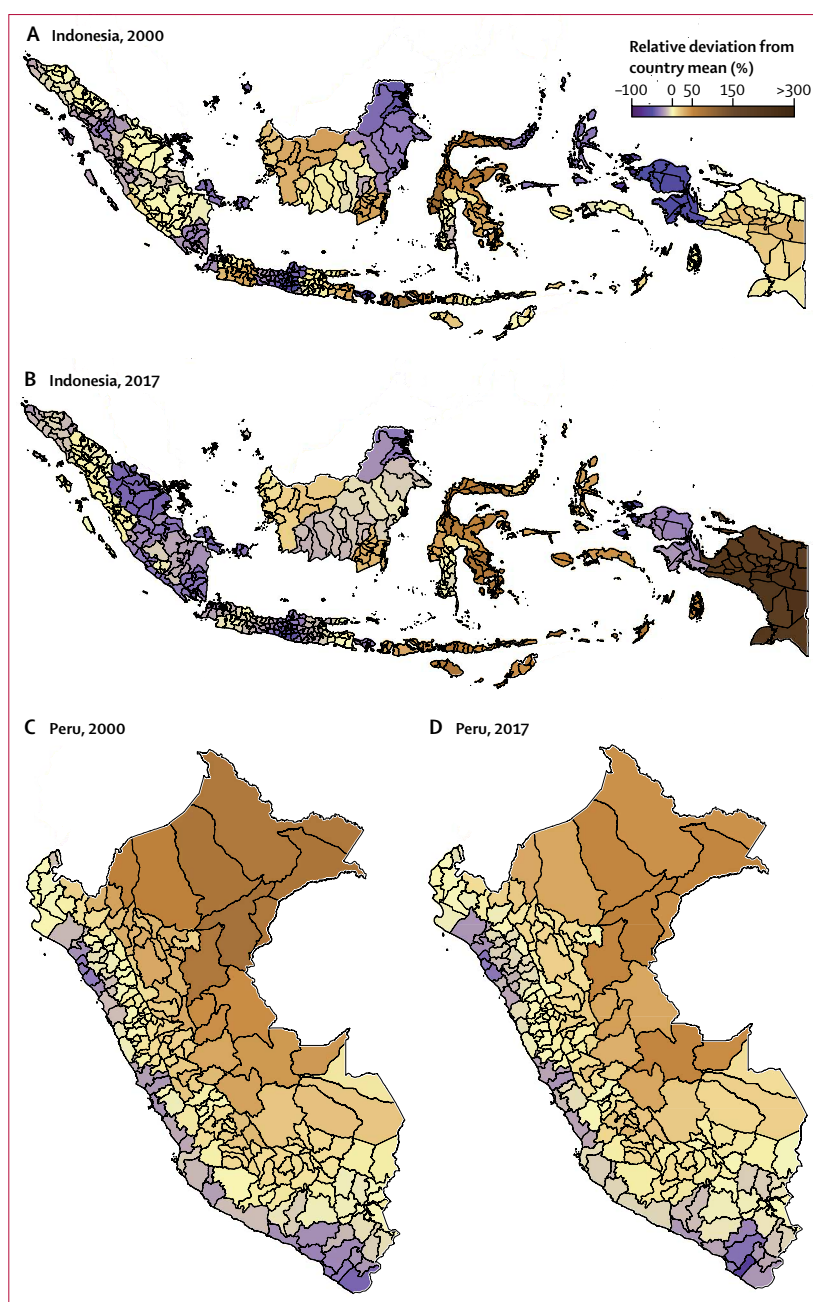 A Indonesia, 2000
Relative deviation from
country mean (%)
–100 0 50 150 >300
B Indonesia, 2017
C Peru, 2000
D Peru, 2017